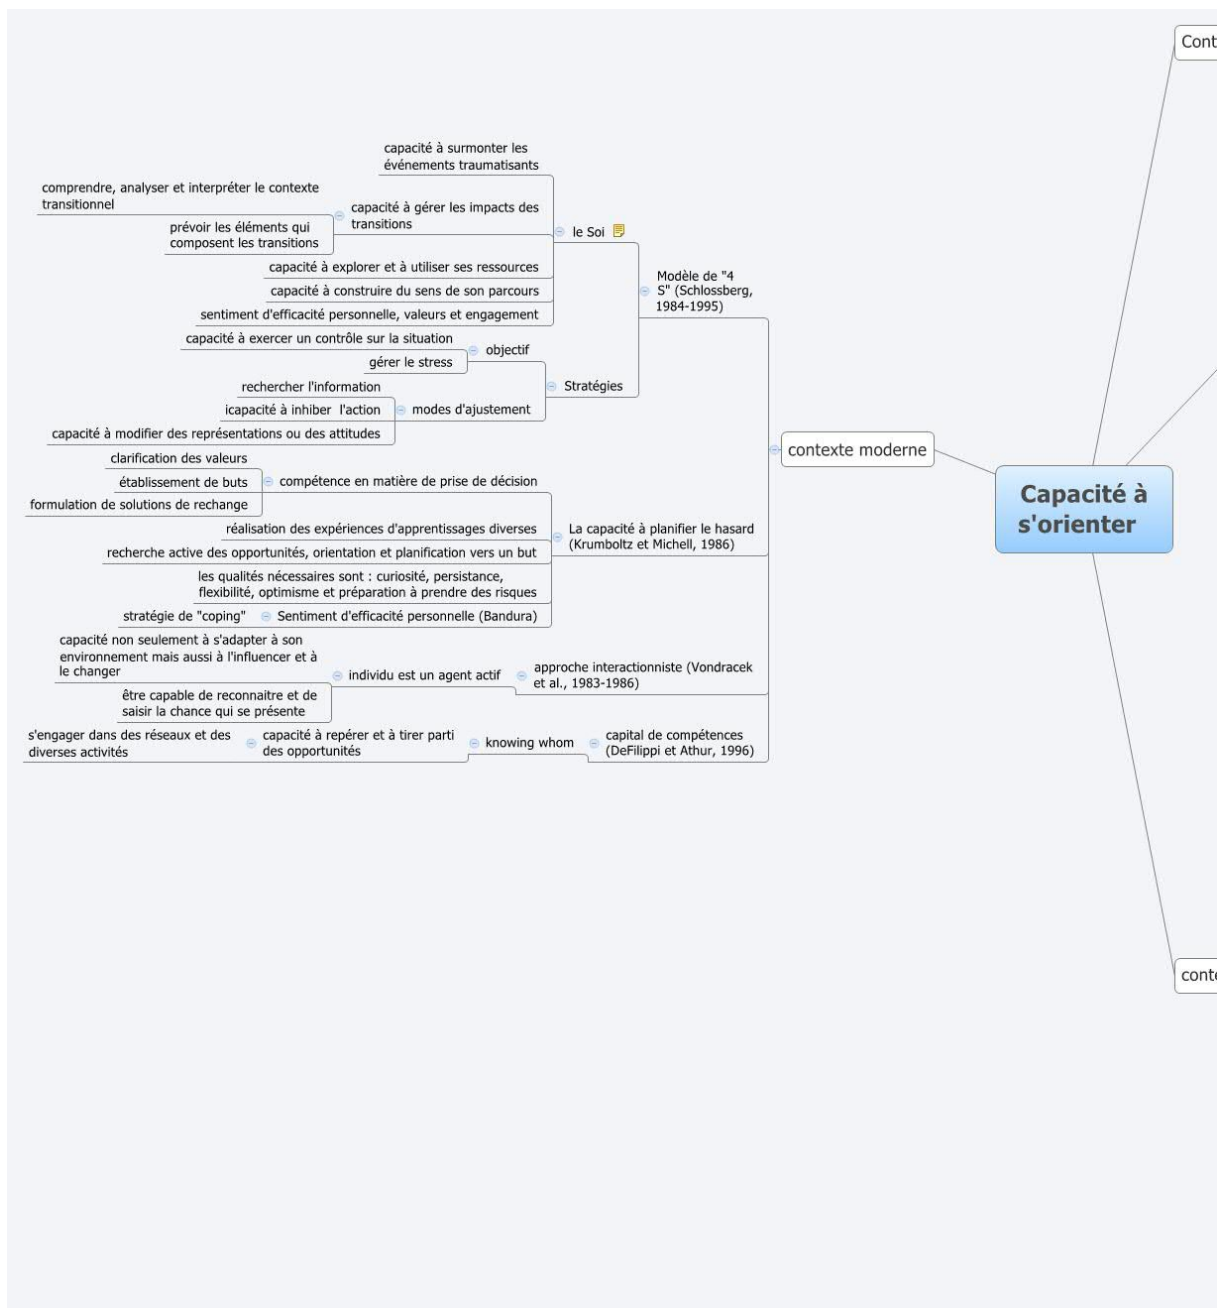 Cont
capacité à surmonter les
événements traumatisants
comprendre, analyser et interpréter le contexte
transitionnel
capacité à gérer les impacts des
transitions
prévoir les éléments qui
composent les transitions
le Soi
capacité à explorer et à utiliser ses ressources
Modèle de "4
S" (Schlossberg,
1984-1995)
capacité à construire du sens de son parcours
sentiment d'efficacité personnelle, valeurs et engagement
capacité à exercer un contrôle sur la situation
objectif
gérer le stress
Stratégies
rechercher l'information
icapacité à inhiber  l'action
modes d'ajustement
capacité à modifier des représentations ou des attitudes
contexte moderne
clarification des valeurs
établissement de buts
compétence en matière de prise de décision
formulation de solutions de rechange
Capacité à
s'orienter
réalisation des expériences d'apprentissages diverses
La capacité à planifier le hasard
(Krumboltz et Michell, 1986)
recherche active des opportunités, orientation et planification vers un but
les qualités nécessaires sont : curiosité, persistance,
flexibilité, optimisme et préparation à prendre des risques
stratégie de "coping"
Sentiment d'efficacité personnelle (Bandura)
capacité non seulement à s'adapter à son
environnement mais aussi à l'influencer et à
le changer
individu est un agent actif
approche interactionniste (Vondracek
et al., 1983-1986)
être capable de reconnaitre et de
saisir la chance qui se présente
s'engager dans des réseaux et des
diverses activités
capacité à repérer et à tirer parti
des opportunités
knowing whom
capital de compétences
(DeFilippi et Athur, 1996)
conte